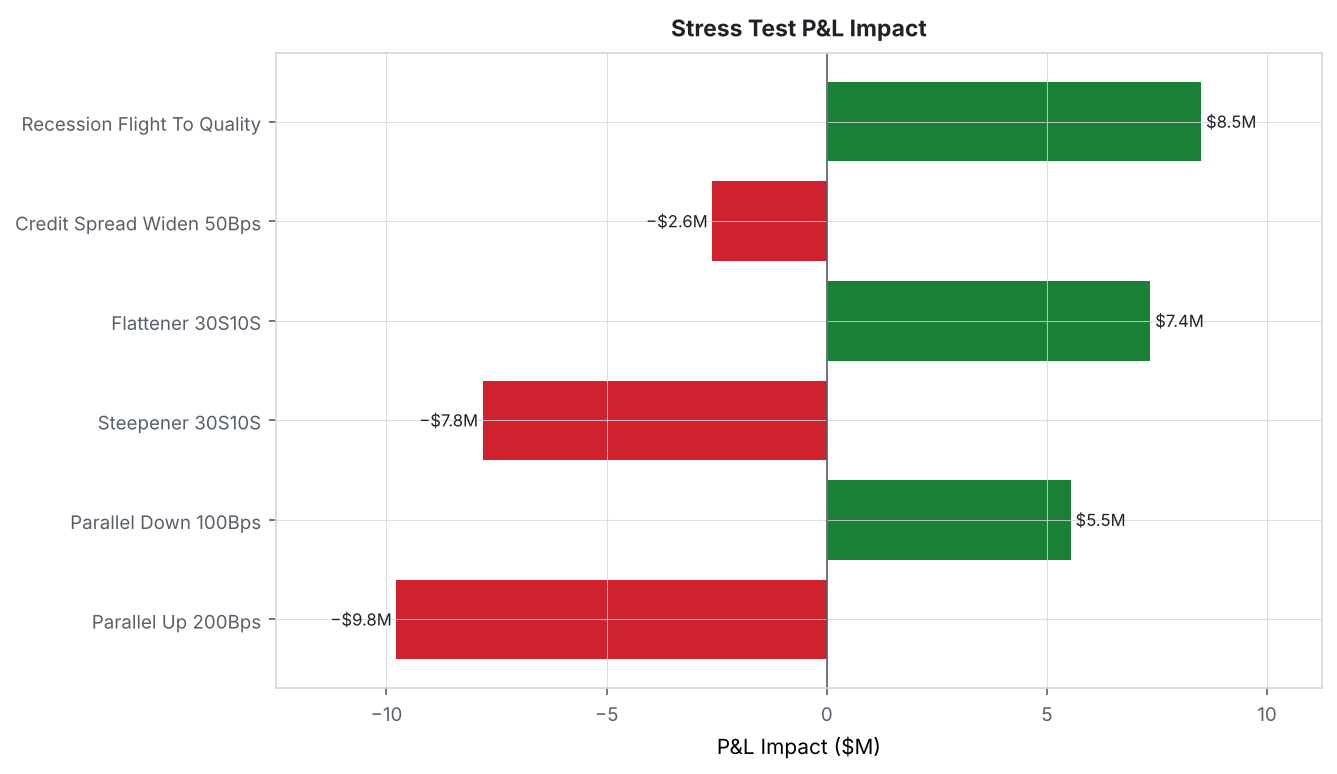 Stress Test P&L Impact
Recession Flight To Quality
$8.5M
Credit Spread Widen 50Bps
−$2.6M
Flattener 30S10S
$7.4M
Steepener 30S10S
−$7.8M
Parallel Down 100Bps
$5.5M
Parallel Up 200Bps
−$9.8M
−10 −5 0 5 10
P&L Impact ($M)